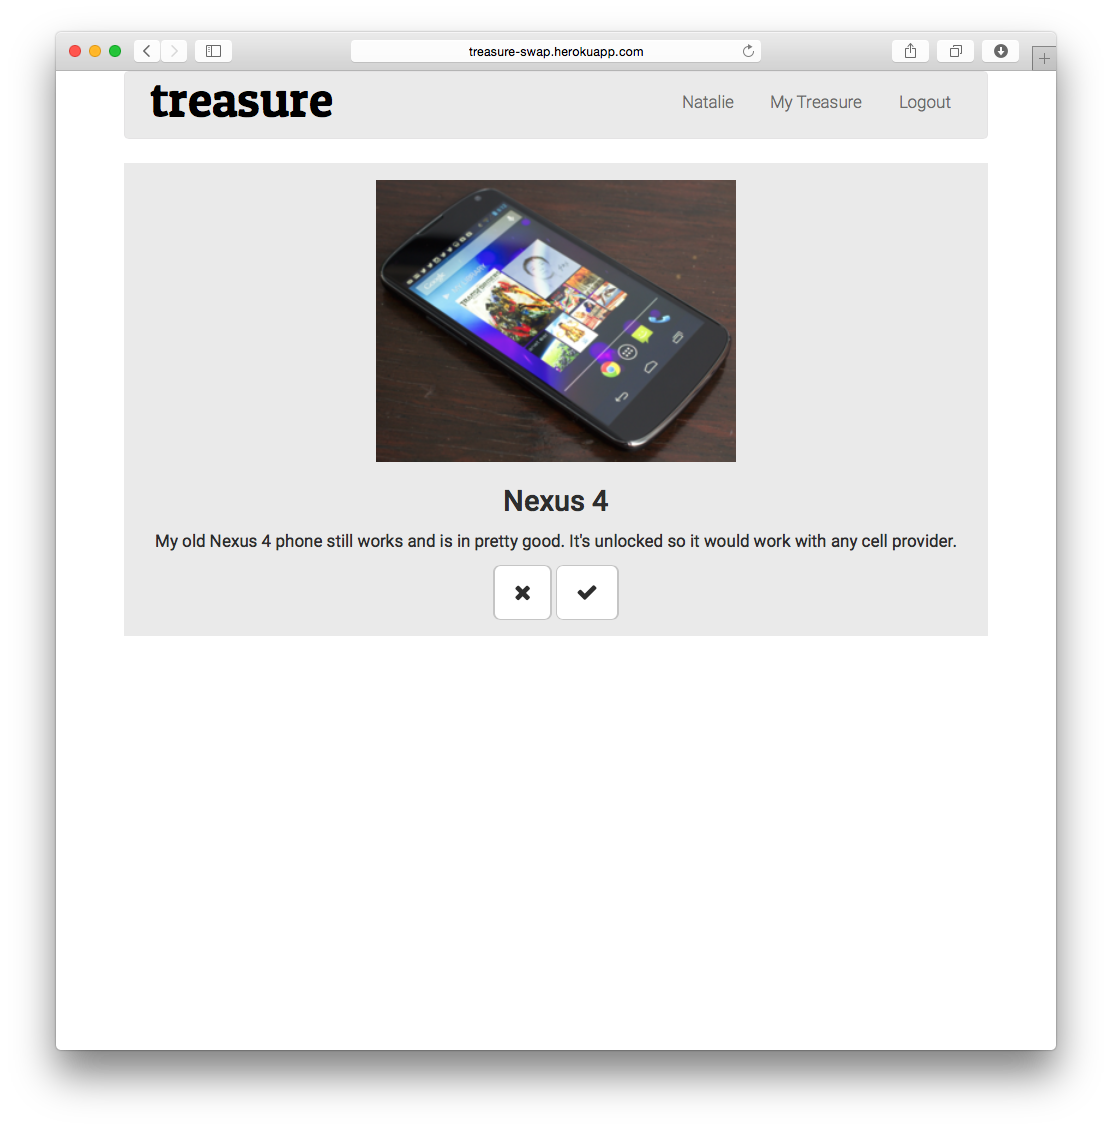 treasure-swap.herokuapp.com
treasure
Natalie
My Treasure
Logout
Google
Nexus 4
My old Nexus 4 phone still works and is in pretty good. It's unlocked so it would work with any cell provider.